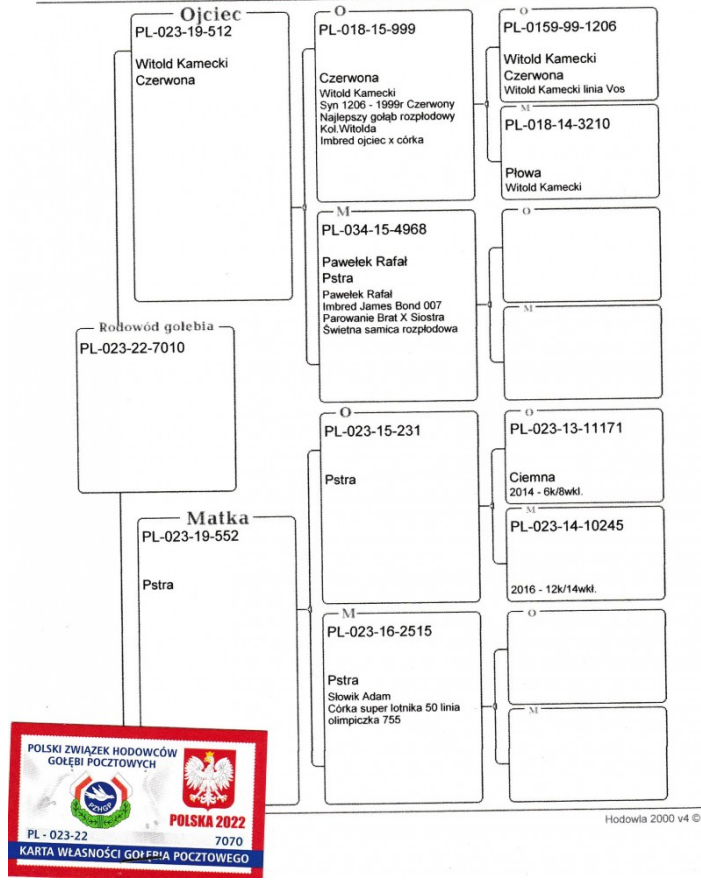 Ojciec
PL-023-19-512
Witold Kamecki
Czerwona
O
PL-018-15-999
Czerwona
Witold Kamecki
Syn 1206 - 1999r Czerwony
Najlepszy gołąb rozpłodowy
Kol.Witolda
Imbred ojciec x córka
O
PL-0159-99-1206
Witold Kamecki
Czerwona
Witold Kamecki linia Vos
M
PL-018-14-3210
Płowa
Witold Kamecki
M
PL-034-15-4968
Pawełek Rafał
Pstra
Pawełek Rafał
Imbred James Bond 007
Parowanie Brat X Siostra
Świetna samica rozpłodowa
O
M
Rodowód gołębia
PL-023-22-7010
Matka
PL-023-19-552
Pstra
O
PL-023-15-231
Pstra
O
PL-023-13-11171
Ciemna
2014 - 6k/8wkl.
M
PL-023-14-10245
2016 - 12k/14wkł.
M
PL-023-16-2515
Pstra
Słowik Adam
Córka super lotnika 50 linia
olimpiczka 755
O
M
POLSKI ZWIĄZEK HODOWCÓW
GOŁĘBI POCZTOWYCH
PZHGP
POLSKA 2022
PL - 023-22
7070
KARTA WŁASNOŚCI GOŁĘBIA POCZTOWEGO
Hodowla 2000 v4 ©